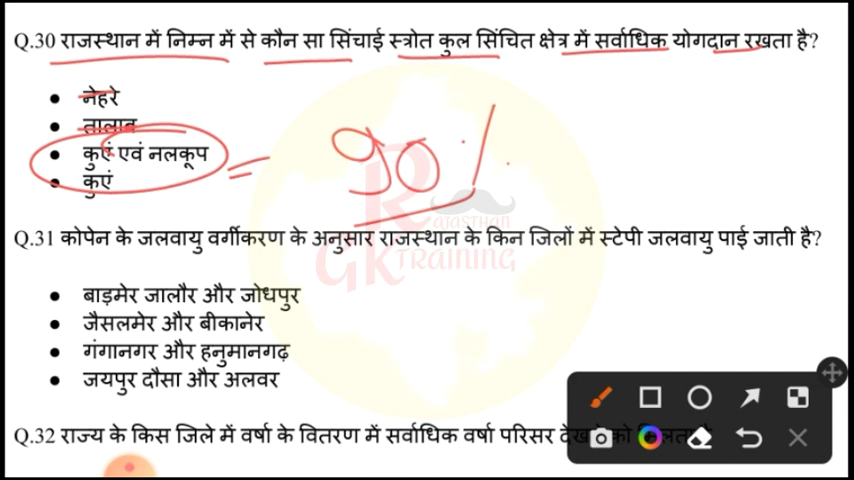 Q.30 राजस्थान में निम्न में से कौन सा सिंचाई स्त्रोत कुल सिंचित क्षेत्र में सर्वाधिक योगदान रखता है?
• नेहरे
• तालाब
• कुएं एवं नलकूप
• कुएं
90%
RAJASTHAN
GK TRAINING
Q.31 कोपेन के जलवायु वर्गीकरण के अनुसार राजस्थान के किन जिलों में स्टेपी जलवायु पाई जाती है?
• बाड़मेर जालौर और जोधपुर
• जैसलमेर और बीकानेर
• गंगानगर और हनुमानगढ़
• जयपुर दौसा और अलवर
Q.32 राज्य के किस जिले में वर्षा के वितरण में सर्वाधिक वर्षा परिसर